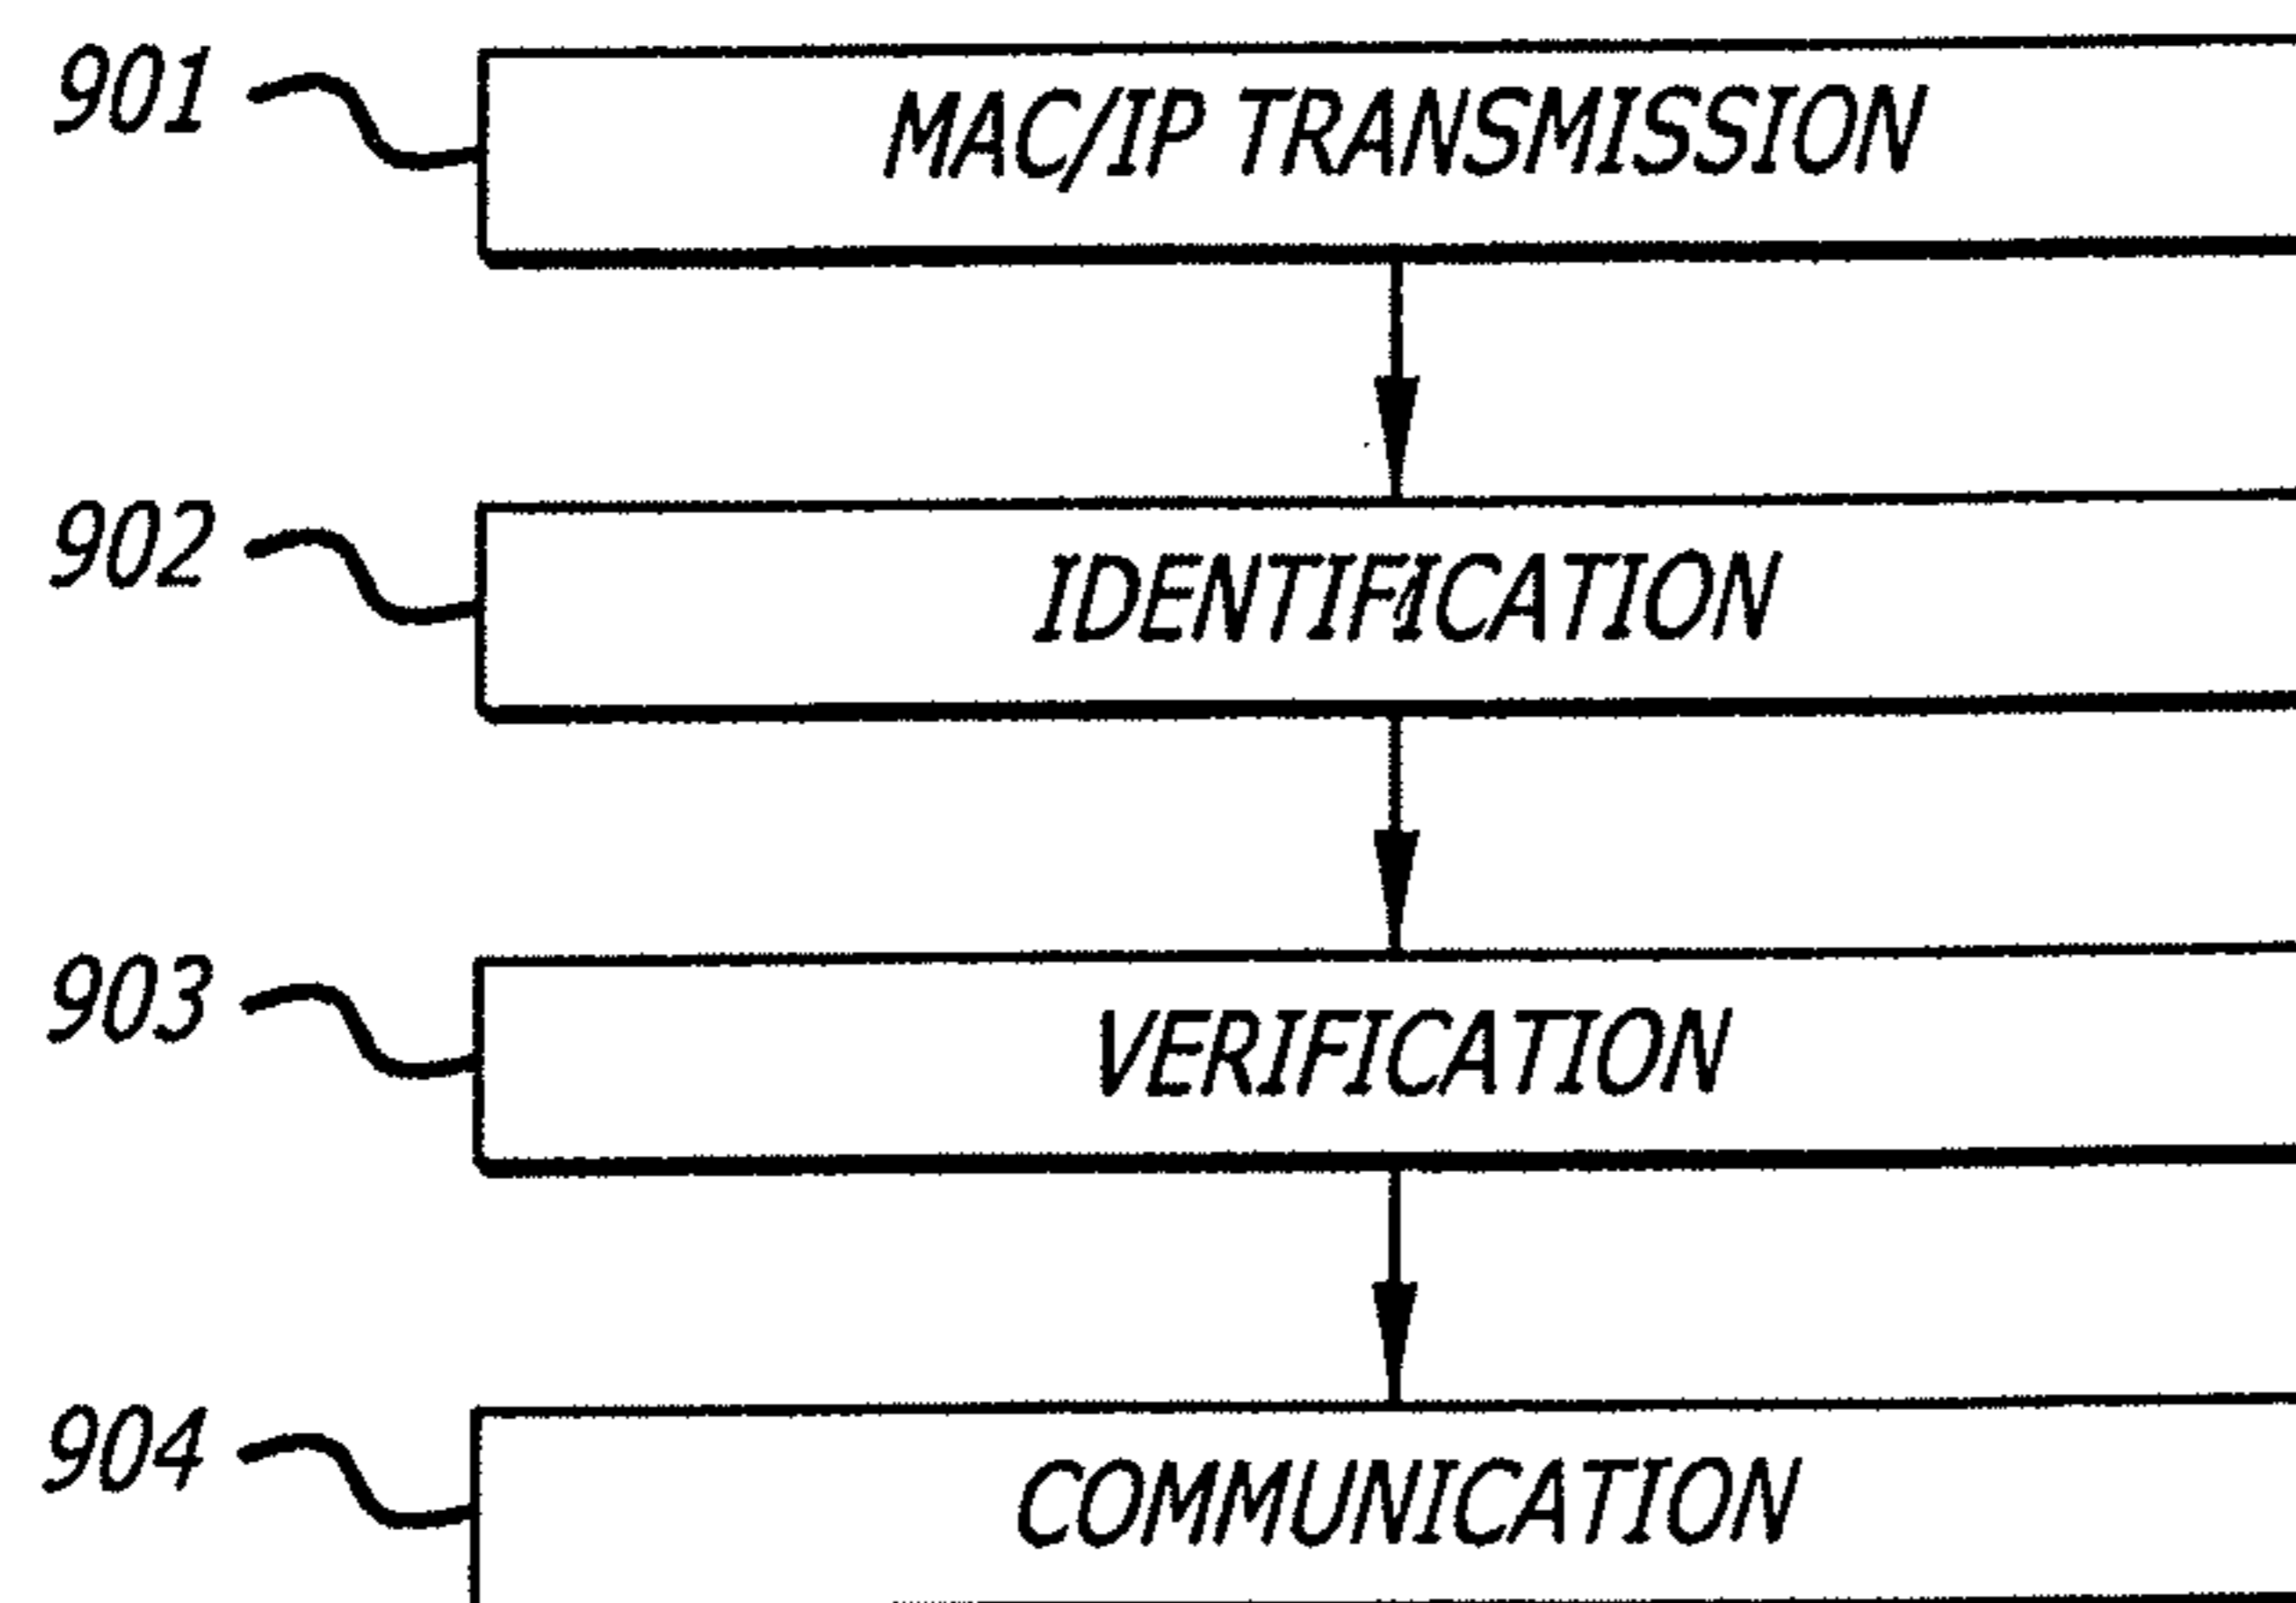 901 MAC/IP TRANSMISSION
902 IDENTIFICATION
903 VERIFICATION
904 COMMUNICATION